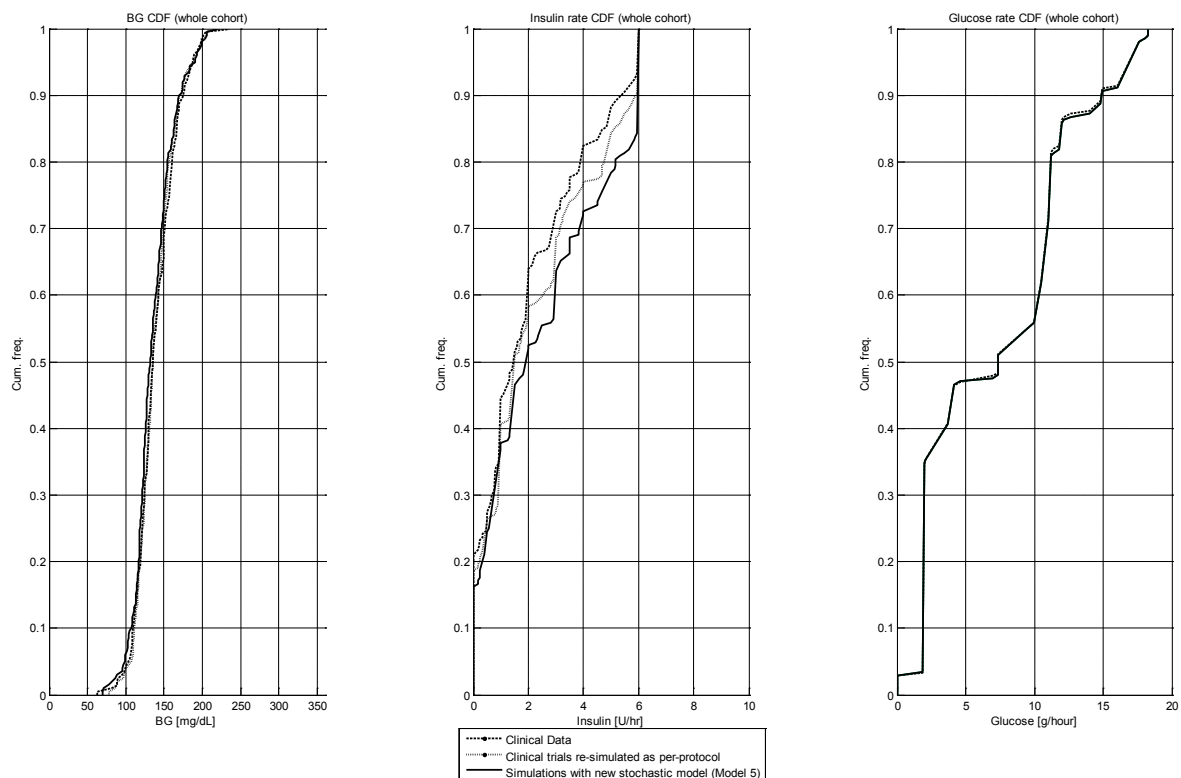 BG CDF (whole cohort)
1
0.9
0.8
0.7
0.6
0.5
0.4
0.3
0.2
0.1
0
Cum. freq.
0 50 100 150 200 250 300 350
BG [mg/dL]
Insulin rate CDF (whole cohort)
1
0.9
0.8
0.7
0.6
0.5
0.4
0.3
0.2
0.1
0
Cum. freq.
0 2 4 6 8 10
Insulin [U/hr]
Glucose rate CDF (whole cohort)
1
0.9
0.8
0.7
0.6
0.5
0.4
0.3
0.2
0.1
0
Cum. freq.
0 5 10 15 20
Glucose [g/hour]
Clinical Data
Clinical trials re-simulated as per-protocol
Simulations with new stochastic model (Model 5)